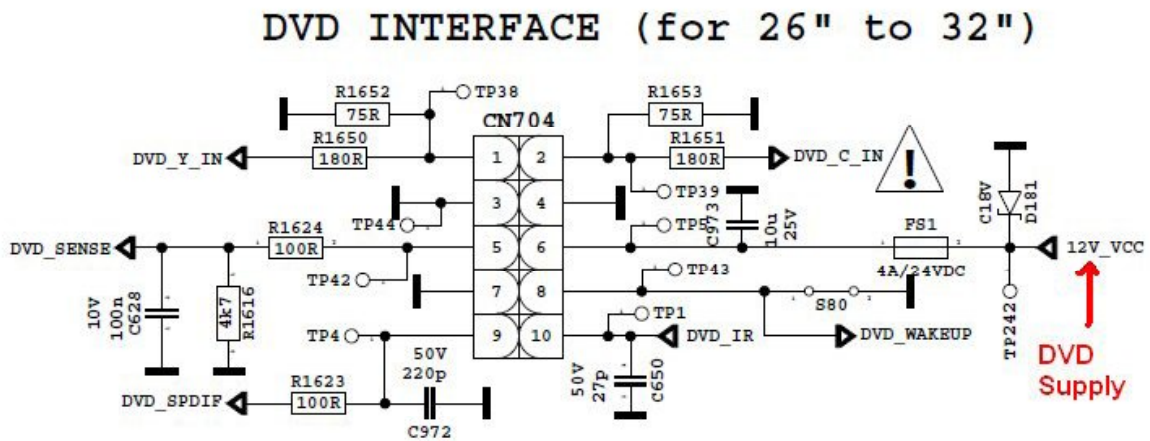 DVD INTERFACE (for 26" to 32")
R1652
75R
TP38
CN704
R1653
75R
R1650
180R
DVD_Y_IN
1 2
R1651
180R
DVD_C_IN
!
TP39
3 4
TP44
TP5
C973
10u
25V
C18V
D181
FS1
4A/24VDC
R1624
100R
DVD_SENSE
5 6
12V_VCC
TP42
TP43
10V
100n
C628
4k7
R1616
7 8
S80
TP242
TP4
9 10
TP1
DVD_IR
DVD_WAKEUP
DVD
Supply
50V
220p
50V
27p
C650
R1623
100R
DVD_SPDIF
C972